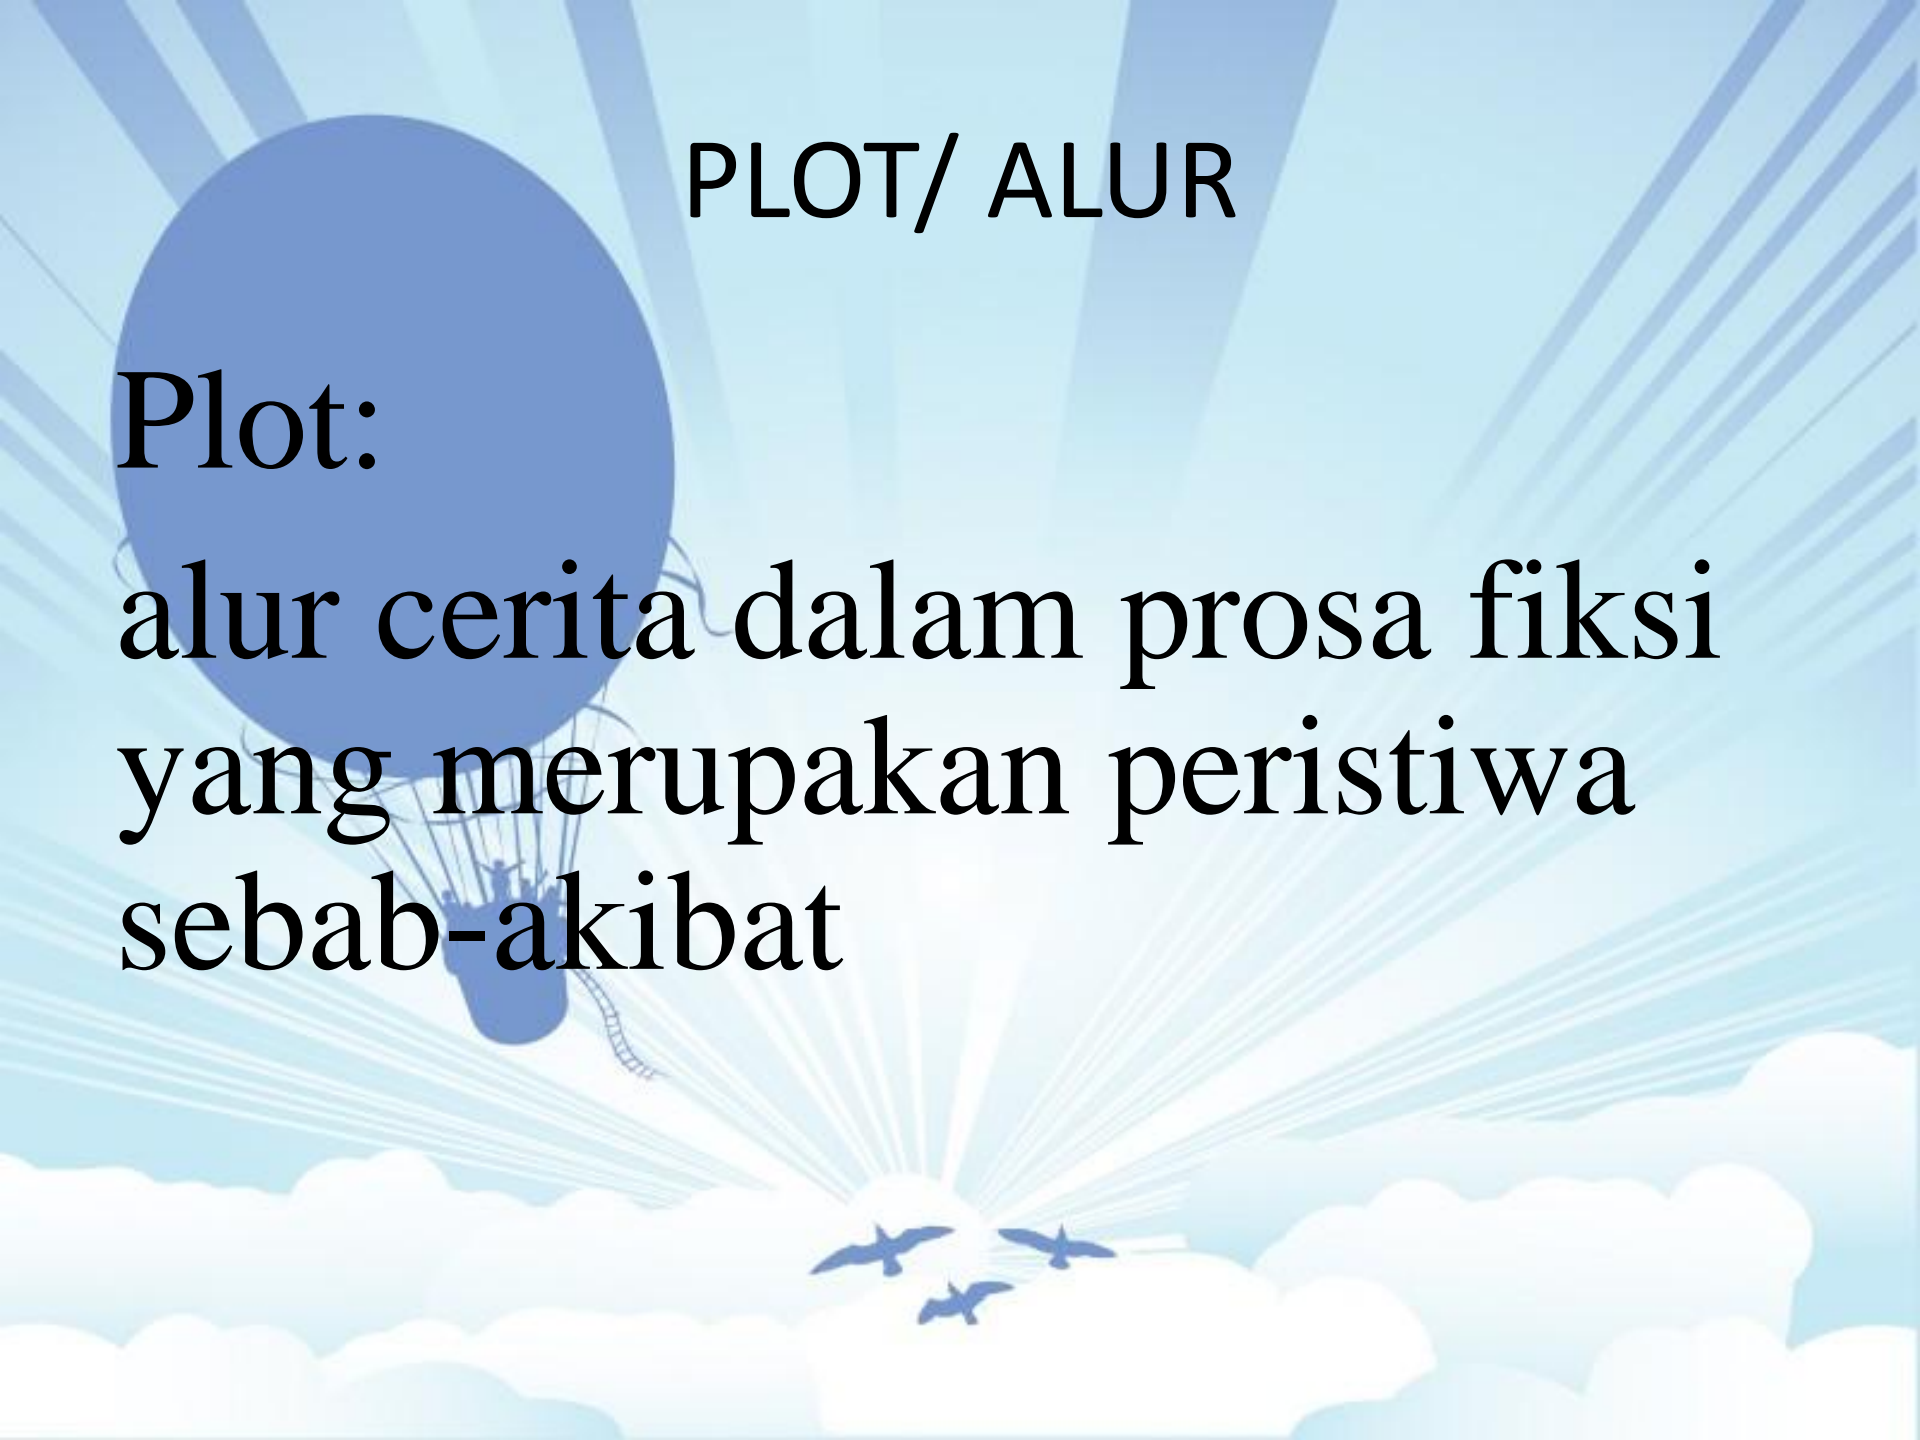 PLOT/ ALUR
Plot:
alur cerita dalam prosa fiksi
yang merupakan peristiwa
sebab-akibat